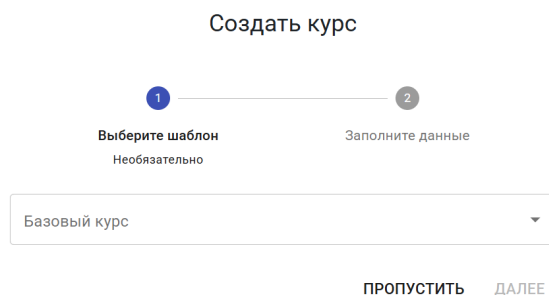 Создать курс
1
2
Выберите шаблон
Заполните данные
Необязательно
Базовый курс
ПРОПУСТИТЬ
ДАЛЕЕ